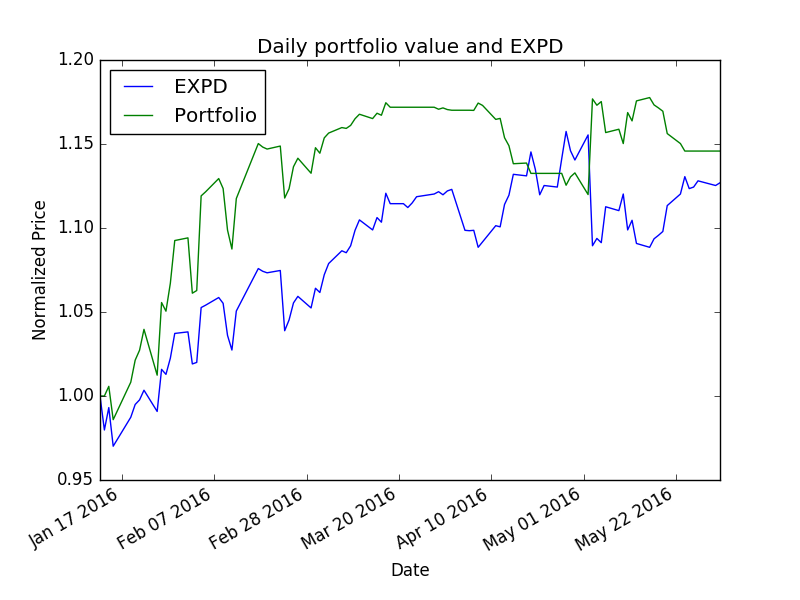 Daily portfolio value and EXPD
1.20
EXPD
Portfolio
1.15
1.10
Normalized Price
1.05
1.00
0.95
Jan 17 2016
Feb 07 2016
Feb 28 2016
Mar 20 2016
Apr 10 2016
May 01 2016
May 22 2016
Date